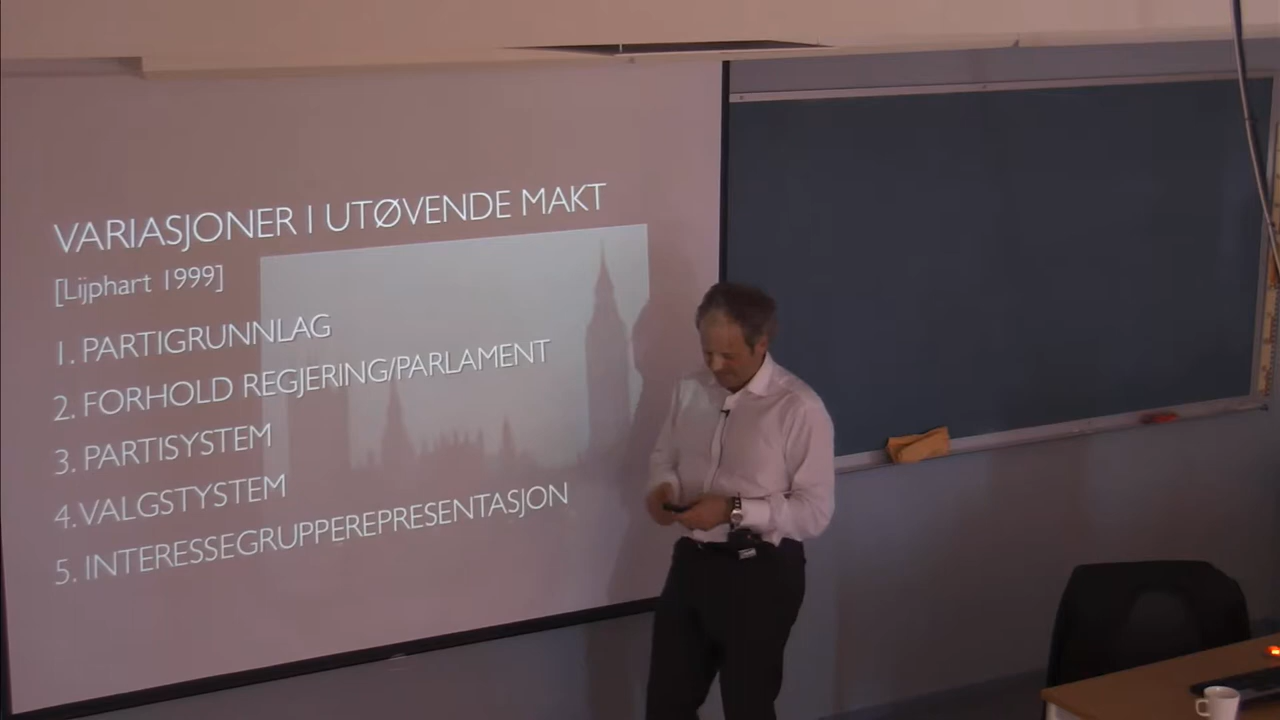 VARIASJONER I UTØVENDE MAKT
[Lijphart 1999]
1. PARTIGRUNNLAG
2. FORHOLD REGJERING/PARLAMENT
3. PARTISYSTEM
4. VALGSTYSTEM
5. INTERESSEGRUPPEREPRESENTASJON